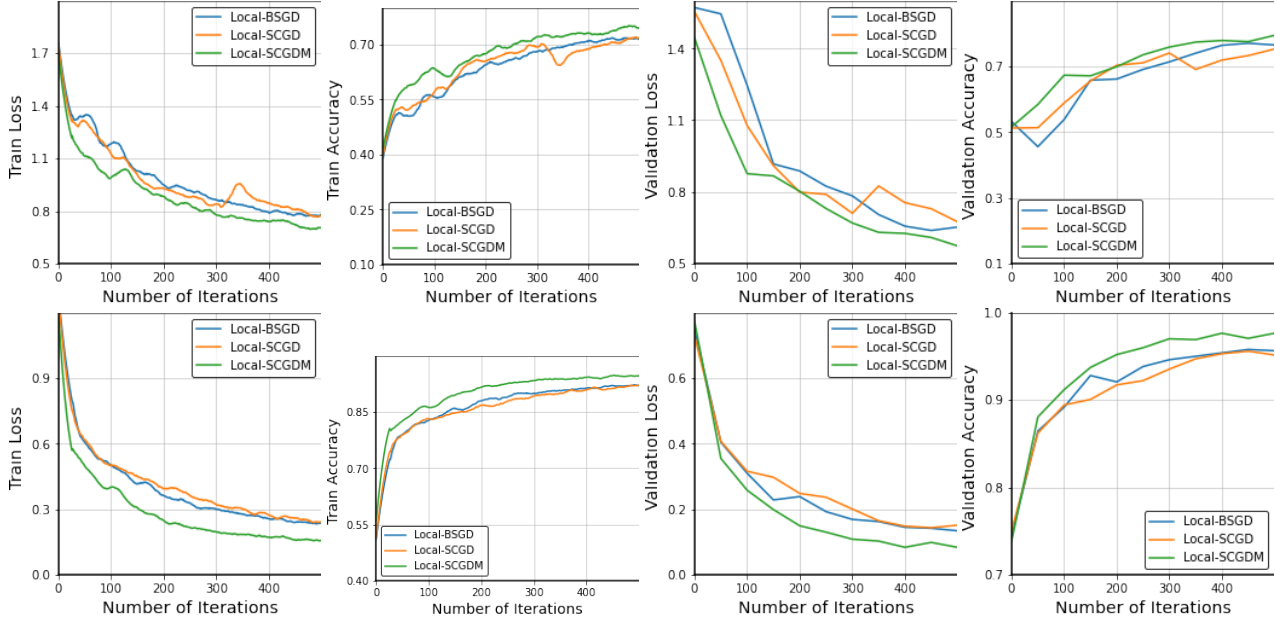 Train Loss
1.7
1.4
1.1
0.8
0.5
0
100
200
300
400
Number of Iterations
Local-BSGD
Local-SCGD
Local-SCGDM
Train Accuracy
0.70
0.55
0.40
0.25
0.10
0
100
200
300
400
Number of Iterations
Local-BSGD
Local-SCGD
Local-SCGDM
Validation Loss
1.4
1.1
0.8
0.5
0
100
200
300
400
Number of Iterations
Local-BSGD
Local-SCGD
Local-SCGDM
Validation Accuracy
0.7
0.5
0.3
0.1
0
100
200
300
400
Number of Iterations
Local-BSGD
Local-SCGD
Local-SCGDM
Train Loss
0.9
0.6
0.3
0.0
0
100
200
300
400
Number of Iterations
Local-BSGD
Local-SCGD
Local-SCGDM
Train Accuracy
0.85
0.70
0.55
0.40
0
100
200
300
400
Number of Iterations
Local-BSGD
Local-SCGD
Local-SCGDM
Validation Loss
0.6
0.4
0.2
0.0
0
100
200
300
400
Number of Iterations
Local-BSGD
Local-SCGD
Local-SCGDM
Validation Accuracy
1.0
0.9
0.8
0.7
0
100
200
300
400
Number of Iterations
Local-BSGD
Local-SCGD
Local-SCGDM